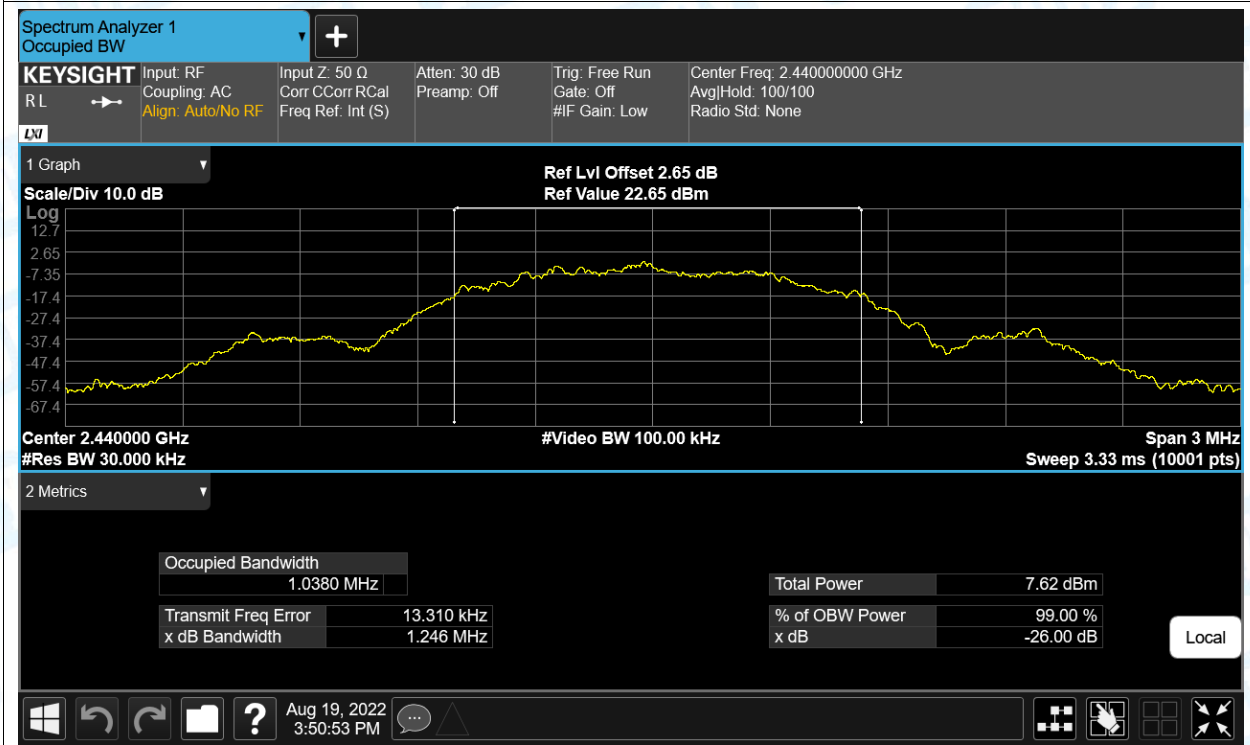 Spectrum Analyzer 1
Occupied BW
KEYSIGHT
R L
LXI
Input: RF
Coupling: AC
Align: Auto/No RF
Input Z: 50 Ω
Corr CCorr RCal
Freq Ref: Int (S)
Atten: 30 dB
Preamp: Off
Trig: Free Run
Gate: Off
#IF Gain: Low
Center Freq: 2.440000000 GHz
Avg|Hold: 100/100
Radio Std: None
1 Graph
Scale/Div 10.0 dB
Ref Lvl Offset 2.65 dB
Ref Value 22.65 dBm
Log
12.7
2.65
-7.35
-17.4
-27.4
-37.4
-47.4
-57.4
-67.4
Center 2.440000 GHz
#Res BW 30.000 kHz
#Video BW 100.00 kHz
Span 3 MHz
Sweep 3.33 ms (10001 pts)
2 Metrics
Occupied Bandwidth
1.0380 MHz
Transmit Freq Error 13.310 kHz
x dB Bandwidth 1.246 MHz
Total Power 7.62 dBm
% of OBW Power 99.00 %
x dB -26.00 dB
Local
?
Aug 19, 2022
3:50:53 PM